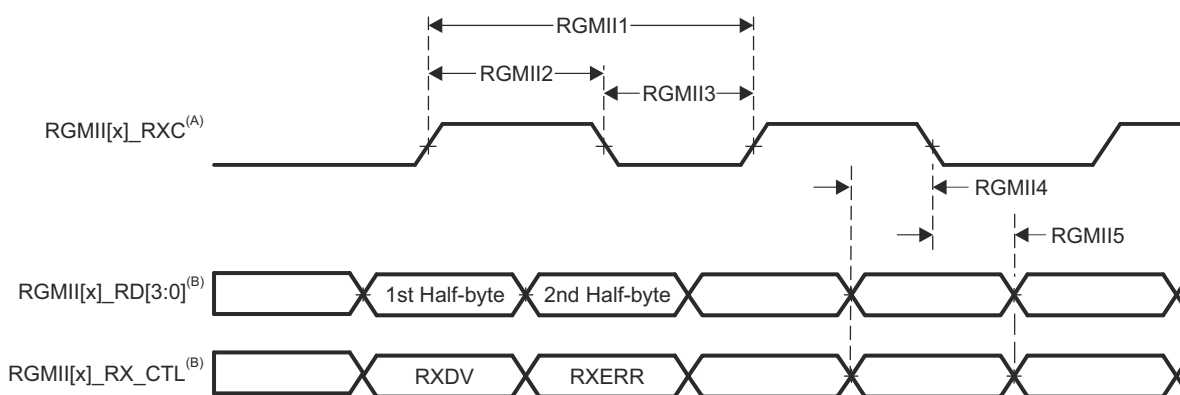 RGMII1
RGMII2
RGMII3
RGMII[x]_RXC(A)
RGMII4
RGMII5
RGMII[x]_RD[3:0](B)
1st Half-byte
2nd Half-byte
RGMII[x]_RX_CTL(B)
RXDV
RXERR